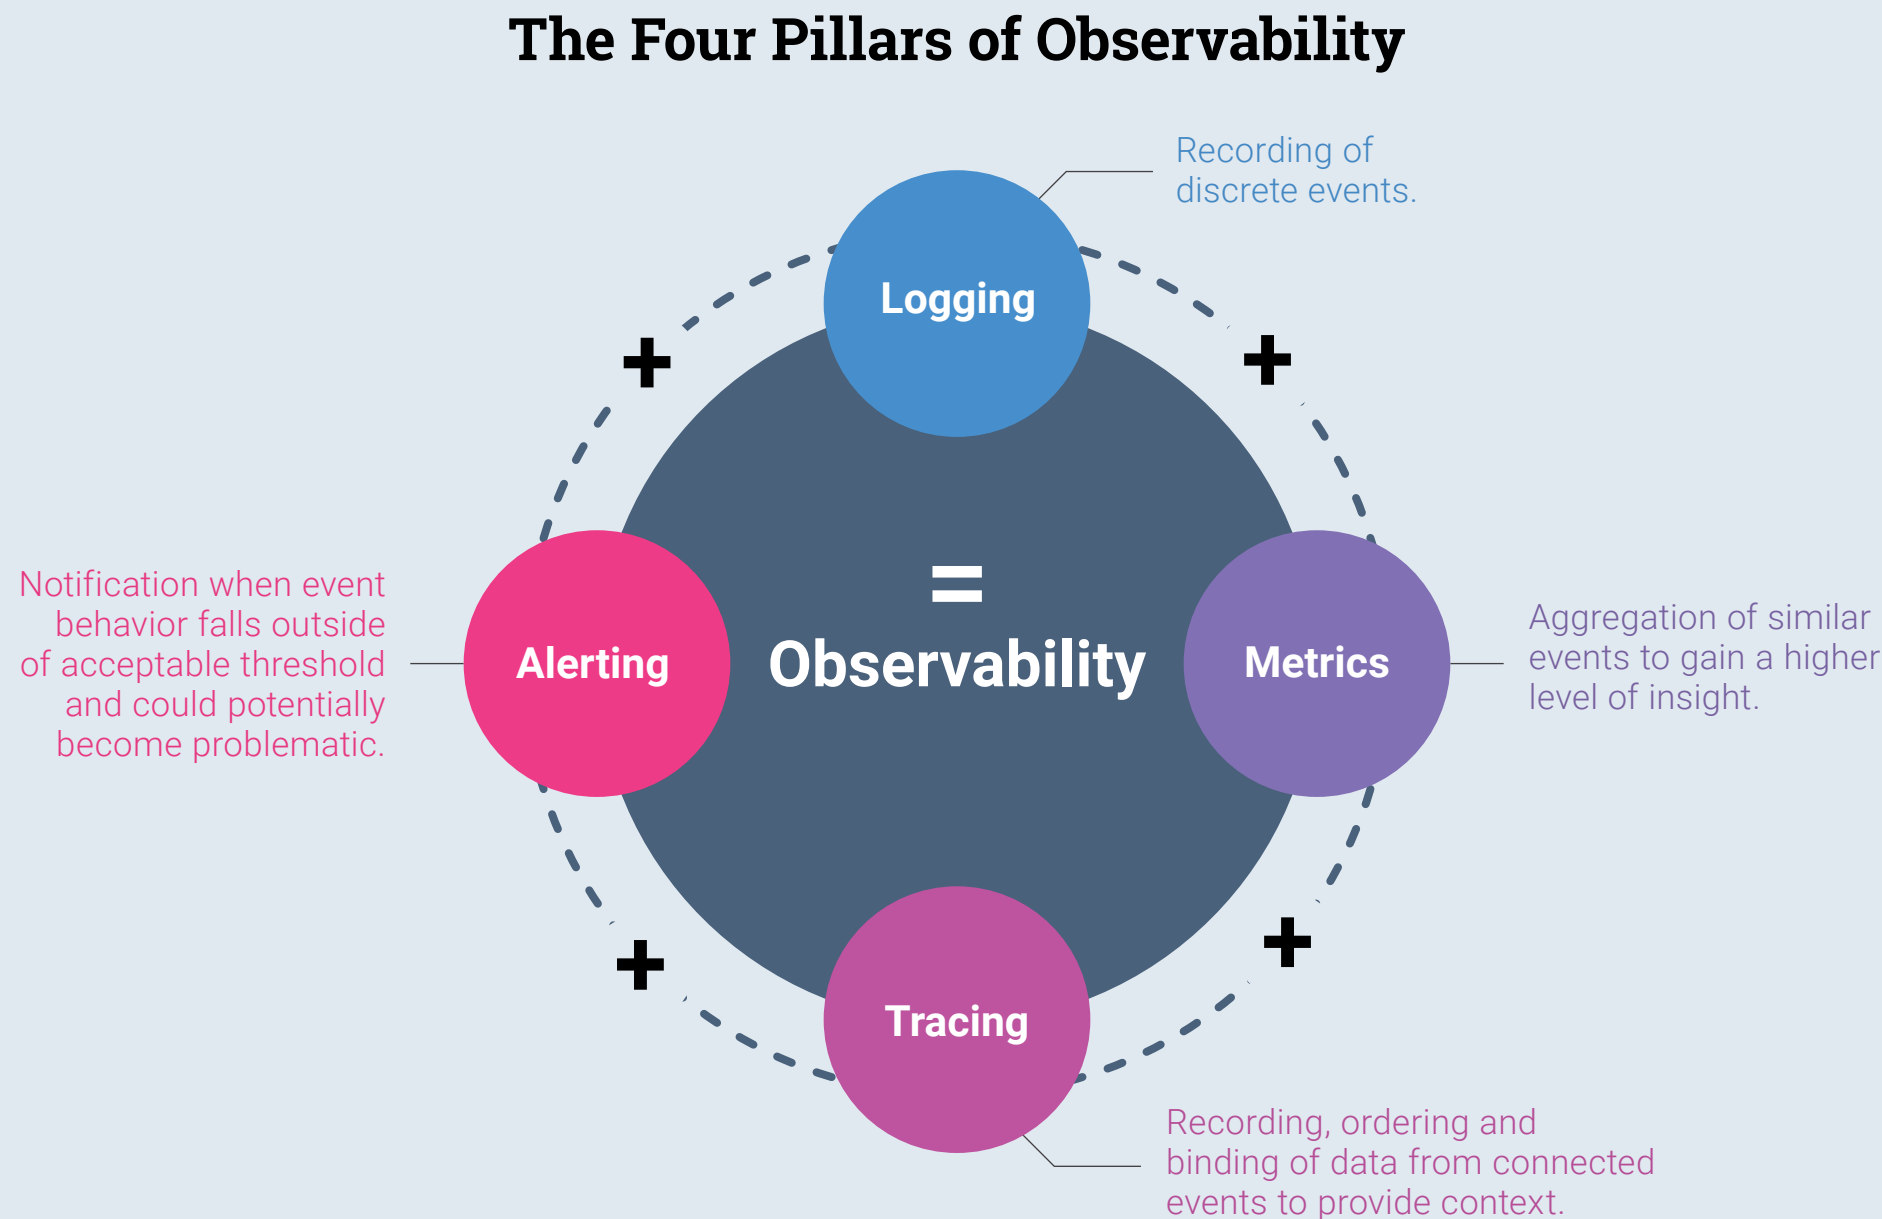 The Four Pillars of Observability
Recording of
discrete events.
Logging
+
+
Notification when event
behavior falls outside
of acceptable threshold
and could potentially
become problematic.
Alerting
=
Observability
Metrics
Aggregation of similar
events to gain a higher
level of insight.
+
+
Tracing
Recording, ordering and
binding of data from connected
events to provide context.